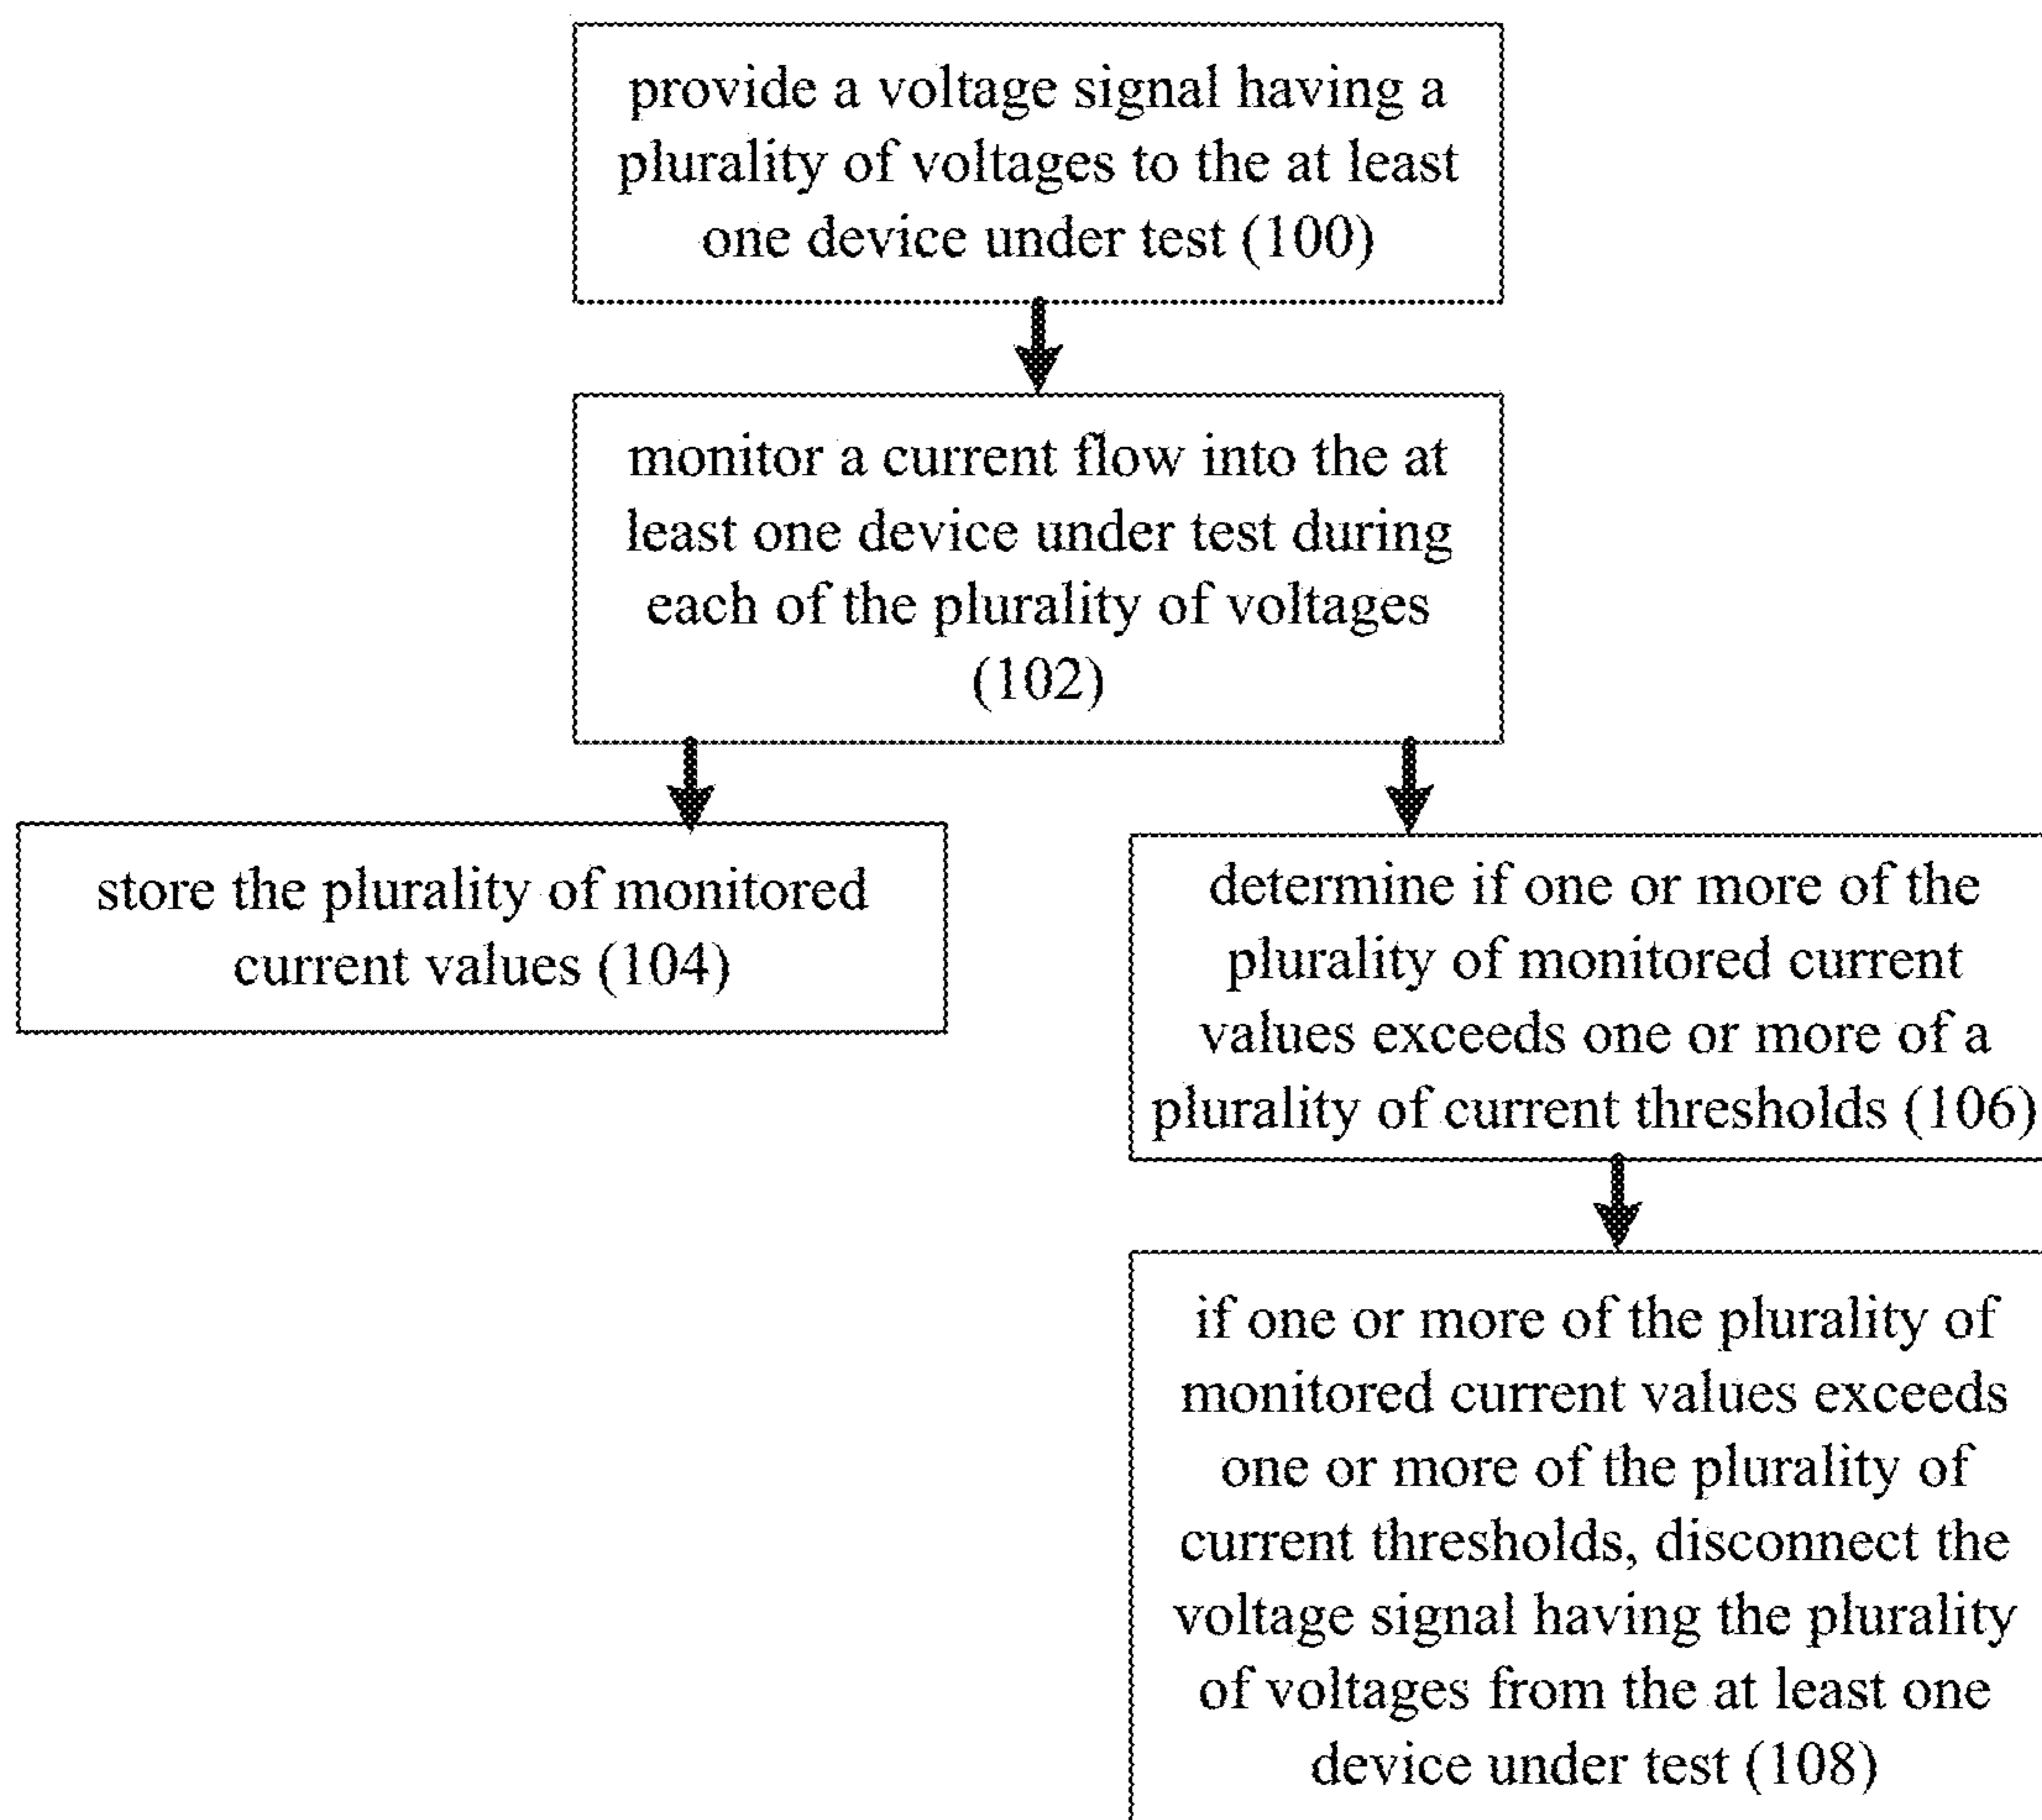 provide a voltage signal having a
plurality of voltages to the at least
one device under test (100)
monitor a current flow into the at
least one device under test during
each of the plurality of voltages
(102)
store the plurality of monitored
current values (104)
determine if one or more of the
plurality of monitored current
values exceeds one or more of a
plurality of current thresholds (106)
if one or more of the plurality of
monitored current values exceeds
one or more of the plurality of
current thresholds, disconnect the
voltage signal having the plurality
of voltages from the at least one
device under test (108)